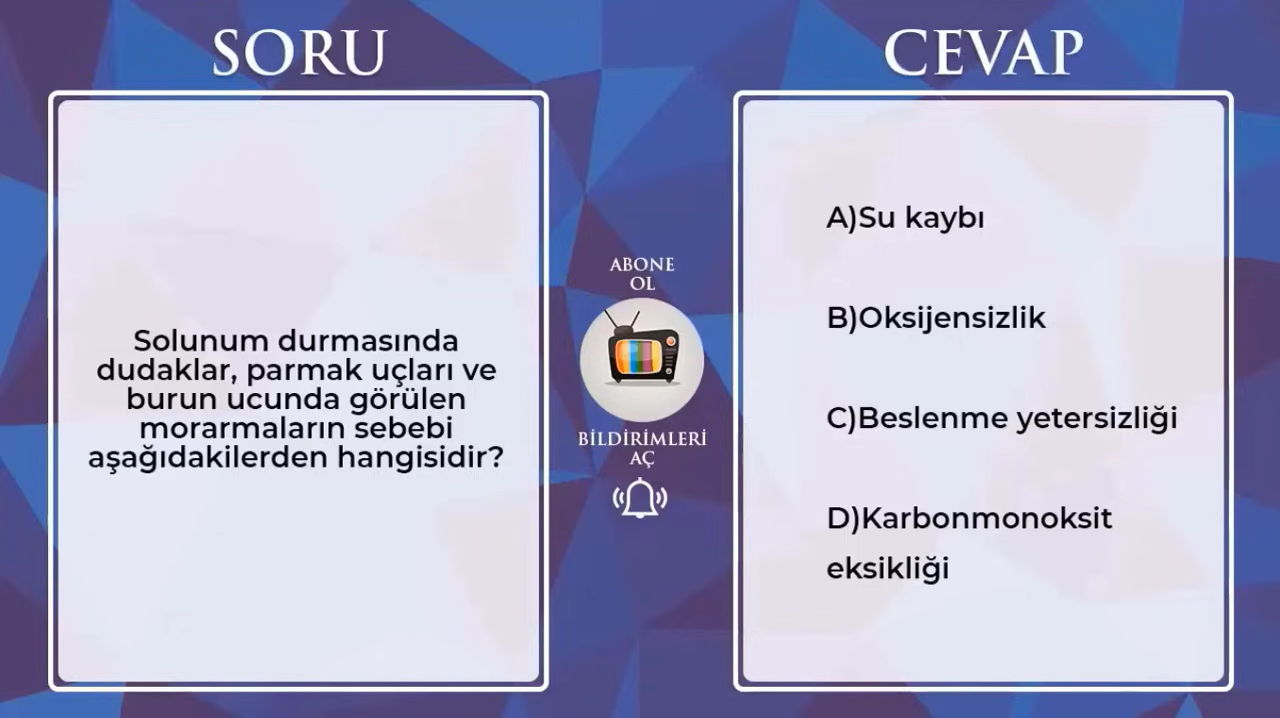 SORU
Solunum durmasında
dudaklar, parmak uçları ve
burun ucunda görülen
morarmaların sebebi
aşağıdakilerden hangisidir?
ABONE
OL
BİLDİRİMLERİ
AÇ
CEVAP
A)Su kaybı
B)Oksijensizlik
C)Beslenme yetersizliği
D)Karbonmonoksit
eksikliği